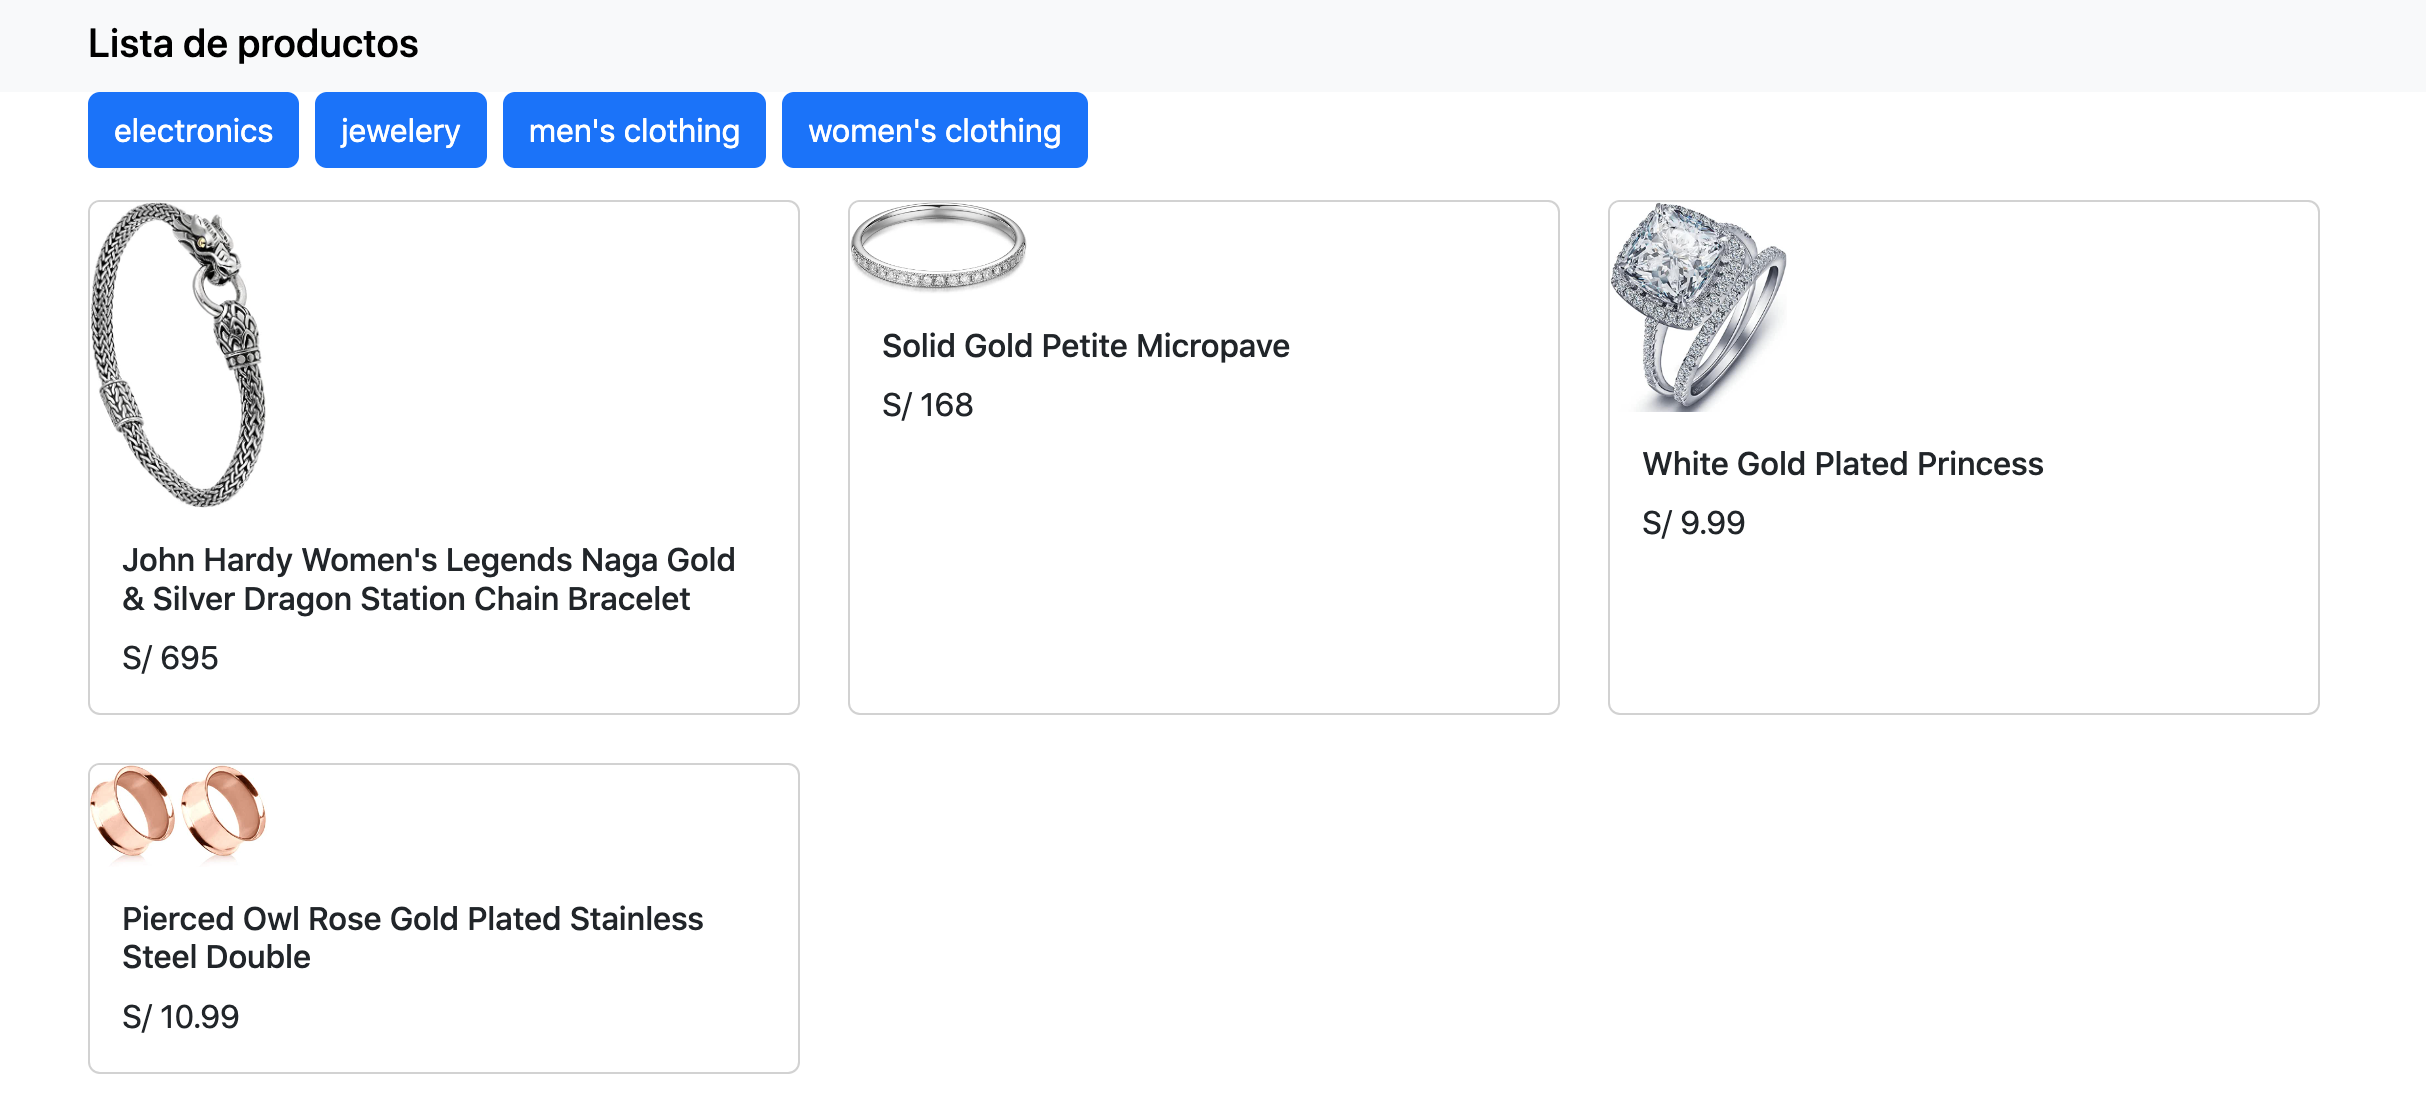 Lista de productos
electronics
jewelery
men's clothing
women's clothing
John Hardy Women's Legends Naga Gold
& Silver Dragon Station Chain Bracelet
S/ 695
Solid Gold Petite Micropave
S/ 168
White Gold Plated Princess
S/ 9.99
Pierced Owl Rose Gold Plated Stainless
Steel Double
S/ 10.99